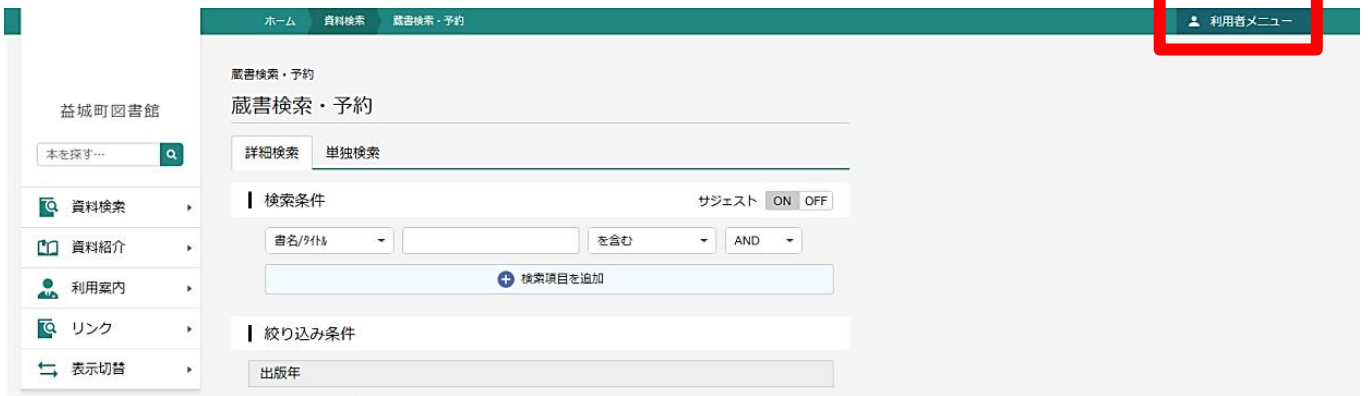 ホーム 資料検索 蔵書検索・予約 利用者メニュー
益城町図書館
本を探す…
資料検索
資料紹介
利用案内
リンク
表示切替
蔵書検索・予約
蔵書検索・予約
詳細検索 単独検索
検索条件 サジェスト ON OFF
書名/タイトル を含む AND
検索項目を追加
絞り込み条件
出版年